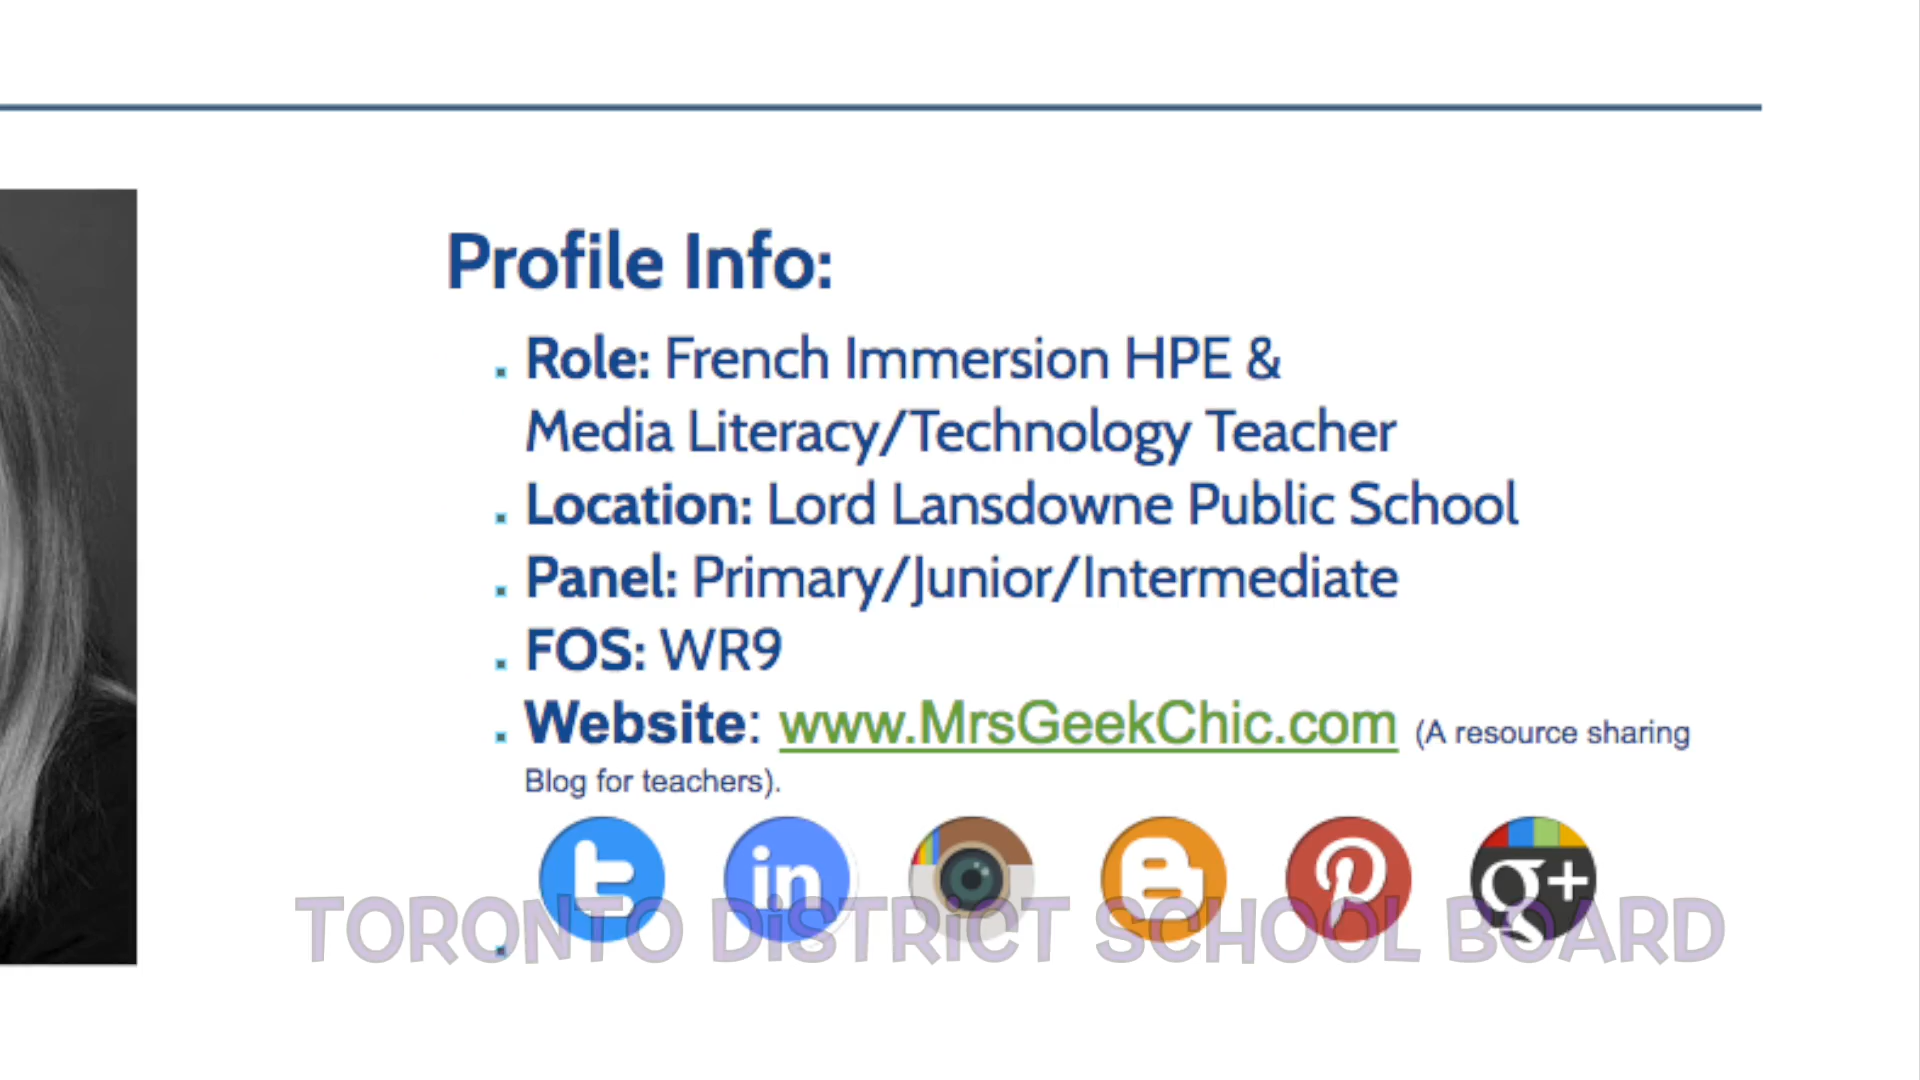 Profile Info:
Role: French Immersion HPE &
Media Literacy/Technology Teacher
Location: Lord Lansdowne Public School
Panel: Primary/Junior/Intermediate
FOS: WR9
Website: www.MrsGeekChic.com (A resource sharing
Blog for teachers).
in
g+
TORONTO DiSTRiCT SCHOOL BOARD